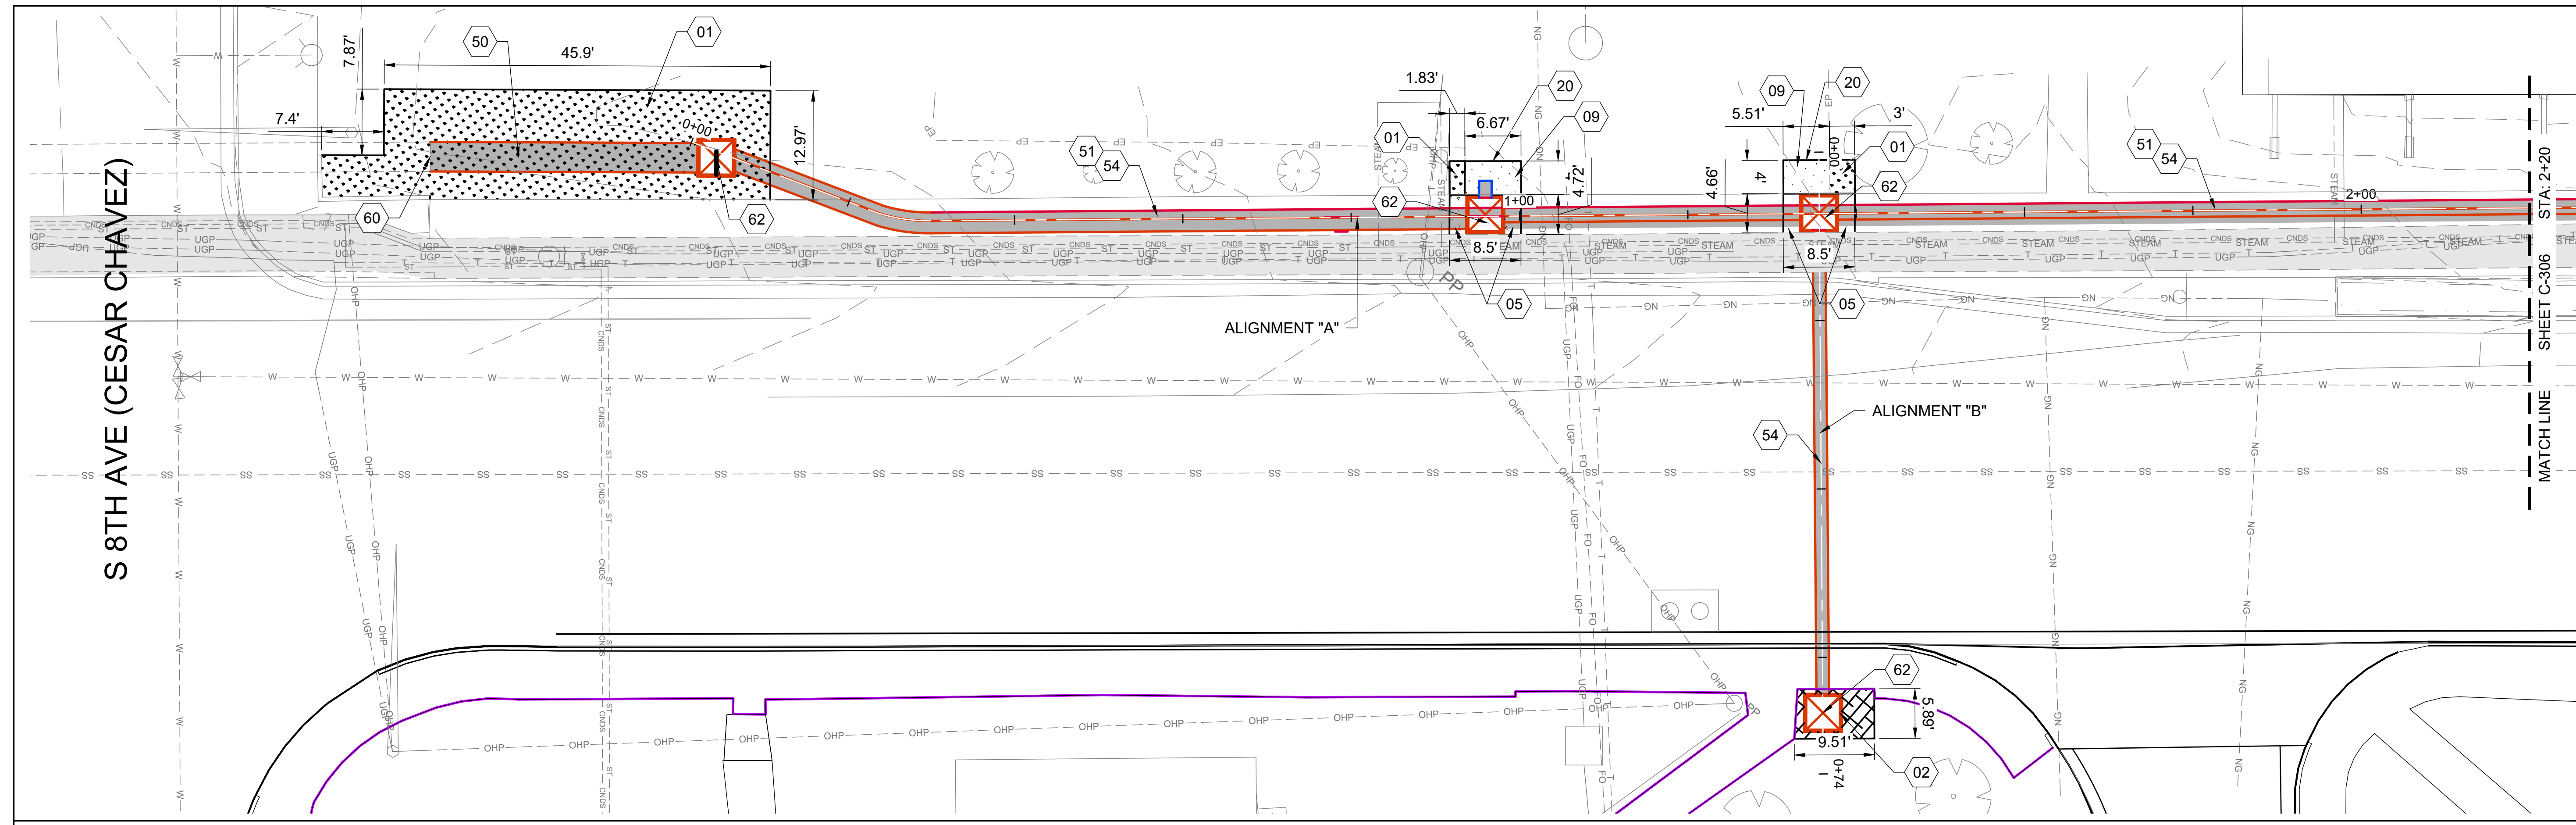 S 8TH AVE (CESAR CHAVEZ)
7.87'
45.9'
50
01
7.4'
0+00
12.97'
60
62
51
54
ALIGNMENT "A"
1.83'
20
6.67'
09
01
4.72'
62
1+00
8.5'
05
PP
09
20
5.51'
3'
0+00
01
4.66'
4'
62
8.5'
05
51
54
2+00
ALIGNMENT "B"
54
62
5.89'
9.51'
0+74
02
PP
MATCH LINE SHEET C-306 STA: 2+20
W
CNDS
ST
UGP
T
OHP
EP
STEAM
NG
FO
SS